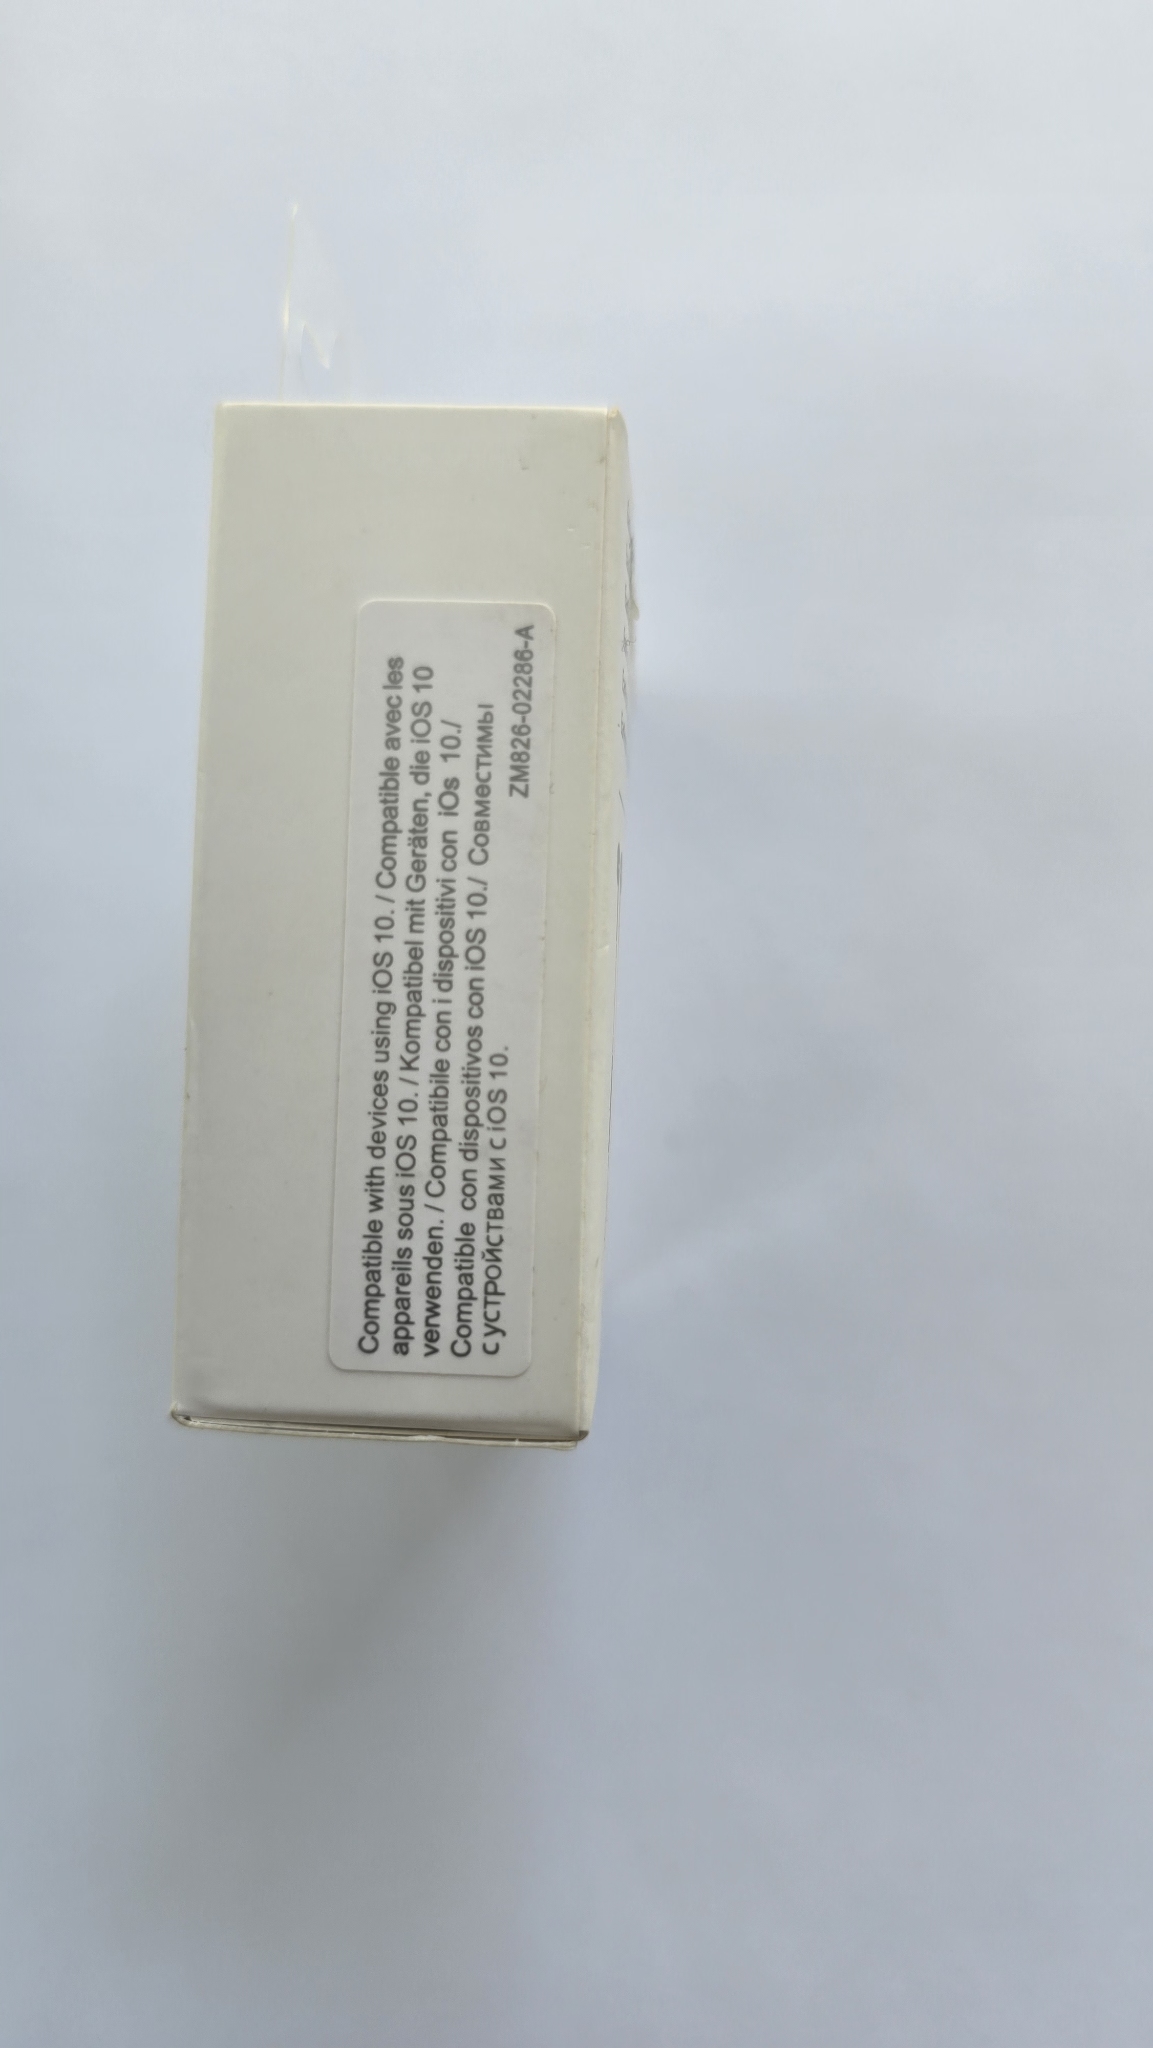 Compatible with devices using iOS 10. / Compatible avec les
appareils sous iOS 10. / Kompatibel mit Geräten, die iOS 10
verwenden. / Compatibile con i dispositivi con iOs 10./
Compatible con dispositivos con iOS 10./ Совместимы
с устройствами с iOS 10.
ZM826-02286-A